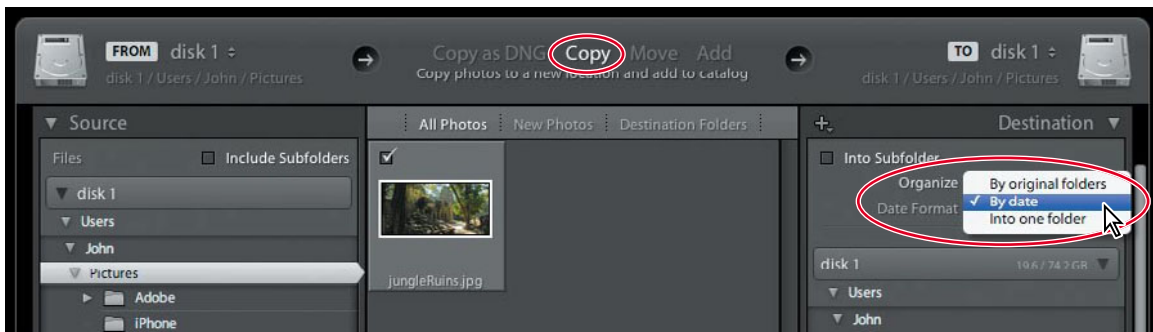 FROM disk 1
disk 1 / Users / John / Pictures
Copy as DNG Copy Move Add
Copy photos to a new location and add to catalog
TO disk 1
disk 1 / Users / John / Pictures
Source
Files Include Subfolders
disk 1
Users
John
Pictures
Adobe
iPhone
All Photos New Photos Destination Folders
jungleRuins.jpg
Destination
Into Subfolder
Organize
Date Format
By original folders
By date
Into one folder
disk 1 19.6 / 74.2 GB
Users
John